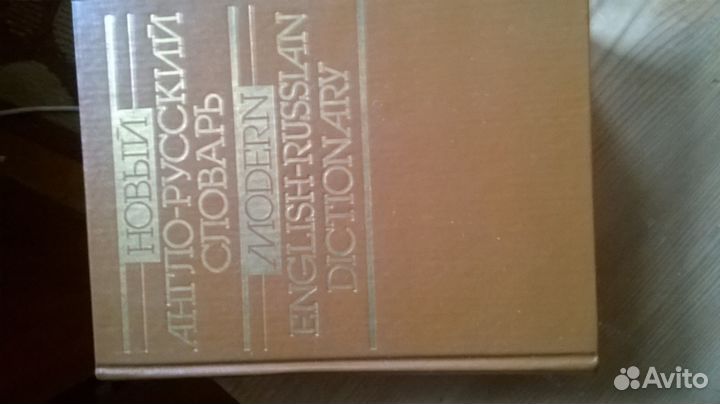 НОВЫЙ
АНГЛО-РУССКИЙ
СЛОВАРЬ
MODERN
ENGLISH-RUSSIAN
DICTIONARY
Avito